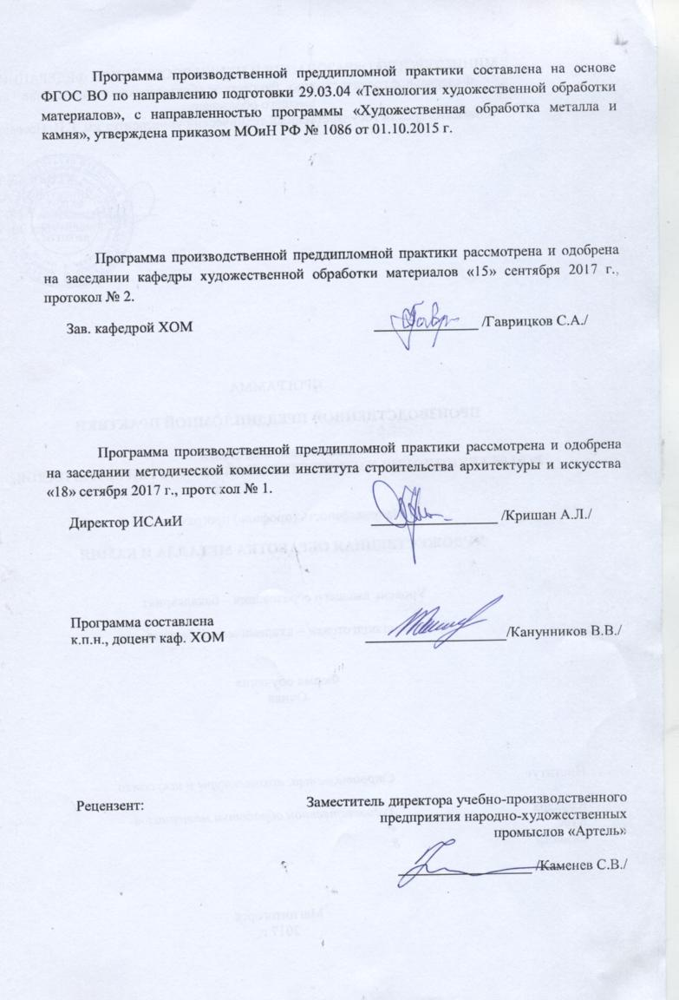 Программа производственной преддипломной практики составлена на основе
ФГОС ВО по направлению подготовки 29.03.04 «Технология художественной обработки
материалов», с направленностью программы «Художественная обработка металла и
камня», утверждена приказом МОиН РФ № 1086 от 01.10.2015 г.
Программа производственной преддипломной практики рассмотрена и одобрена
на заседании кафедры художественной обработки материалов «15» сентября 2017 г.,
протокол № 2.
Зав. кафедрой ХОМ /Гаврицков С.А./
Программа производственной преддипломной практики рассмотрена и одобрена
на заседании методической комиссии института строительства архитектуры и искусства
«18» сетября 2017 г., протокол № 1.
Директор ИСАиИ /Кришан А.Л./
Программа составлена
к.п.н., доцент каф. ХОМ /Канунников В.В./
Рецензент: Заместитель директора учебно-производственного
предприятия народно-художественных
промыслов «Артель»
/Каменев С.В./